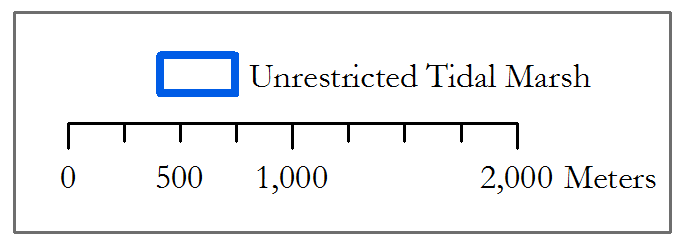 Unrestricted Tidal Marsh
0 500 1,000 2,000 Meters